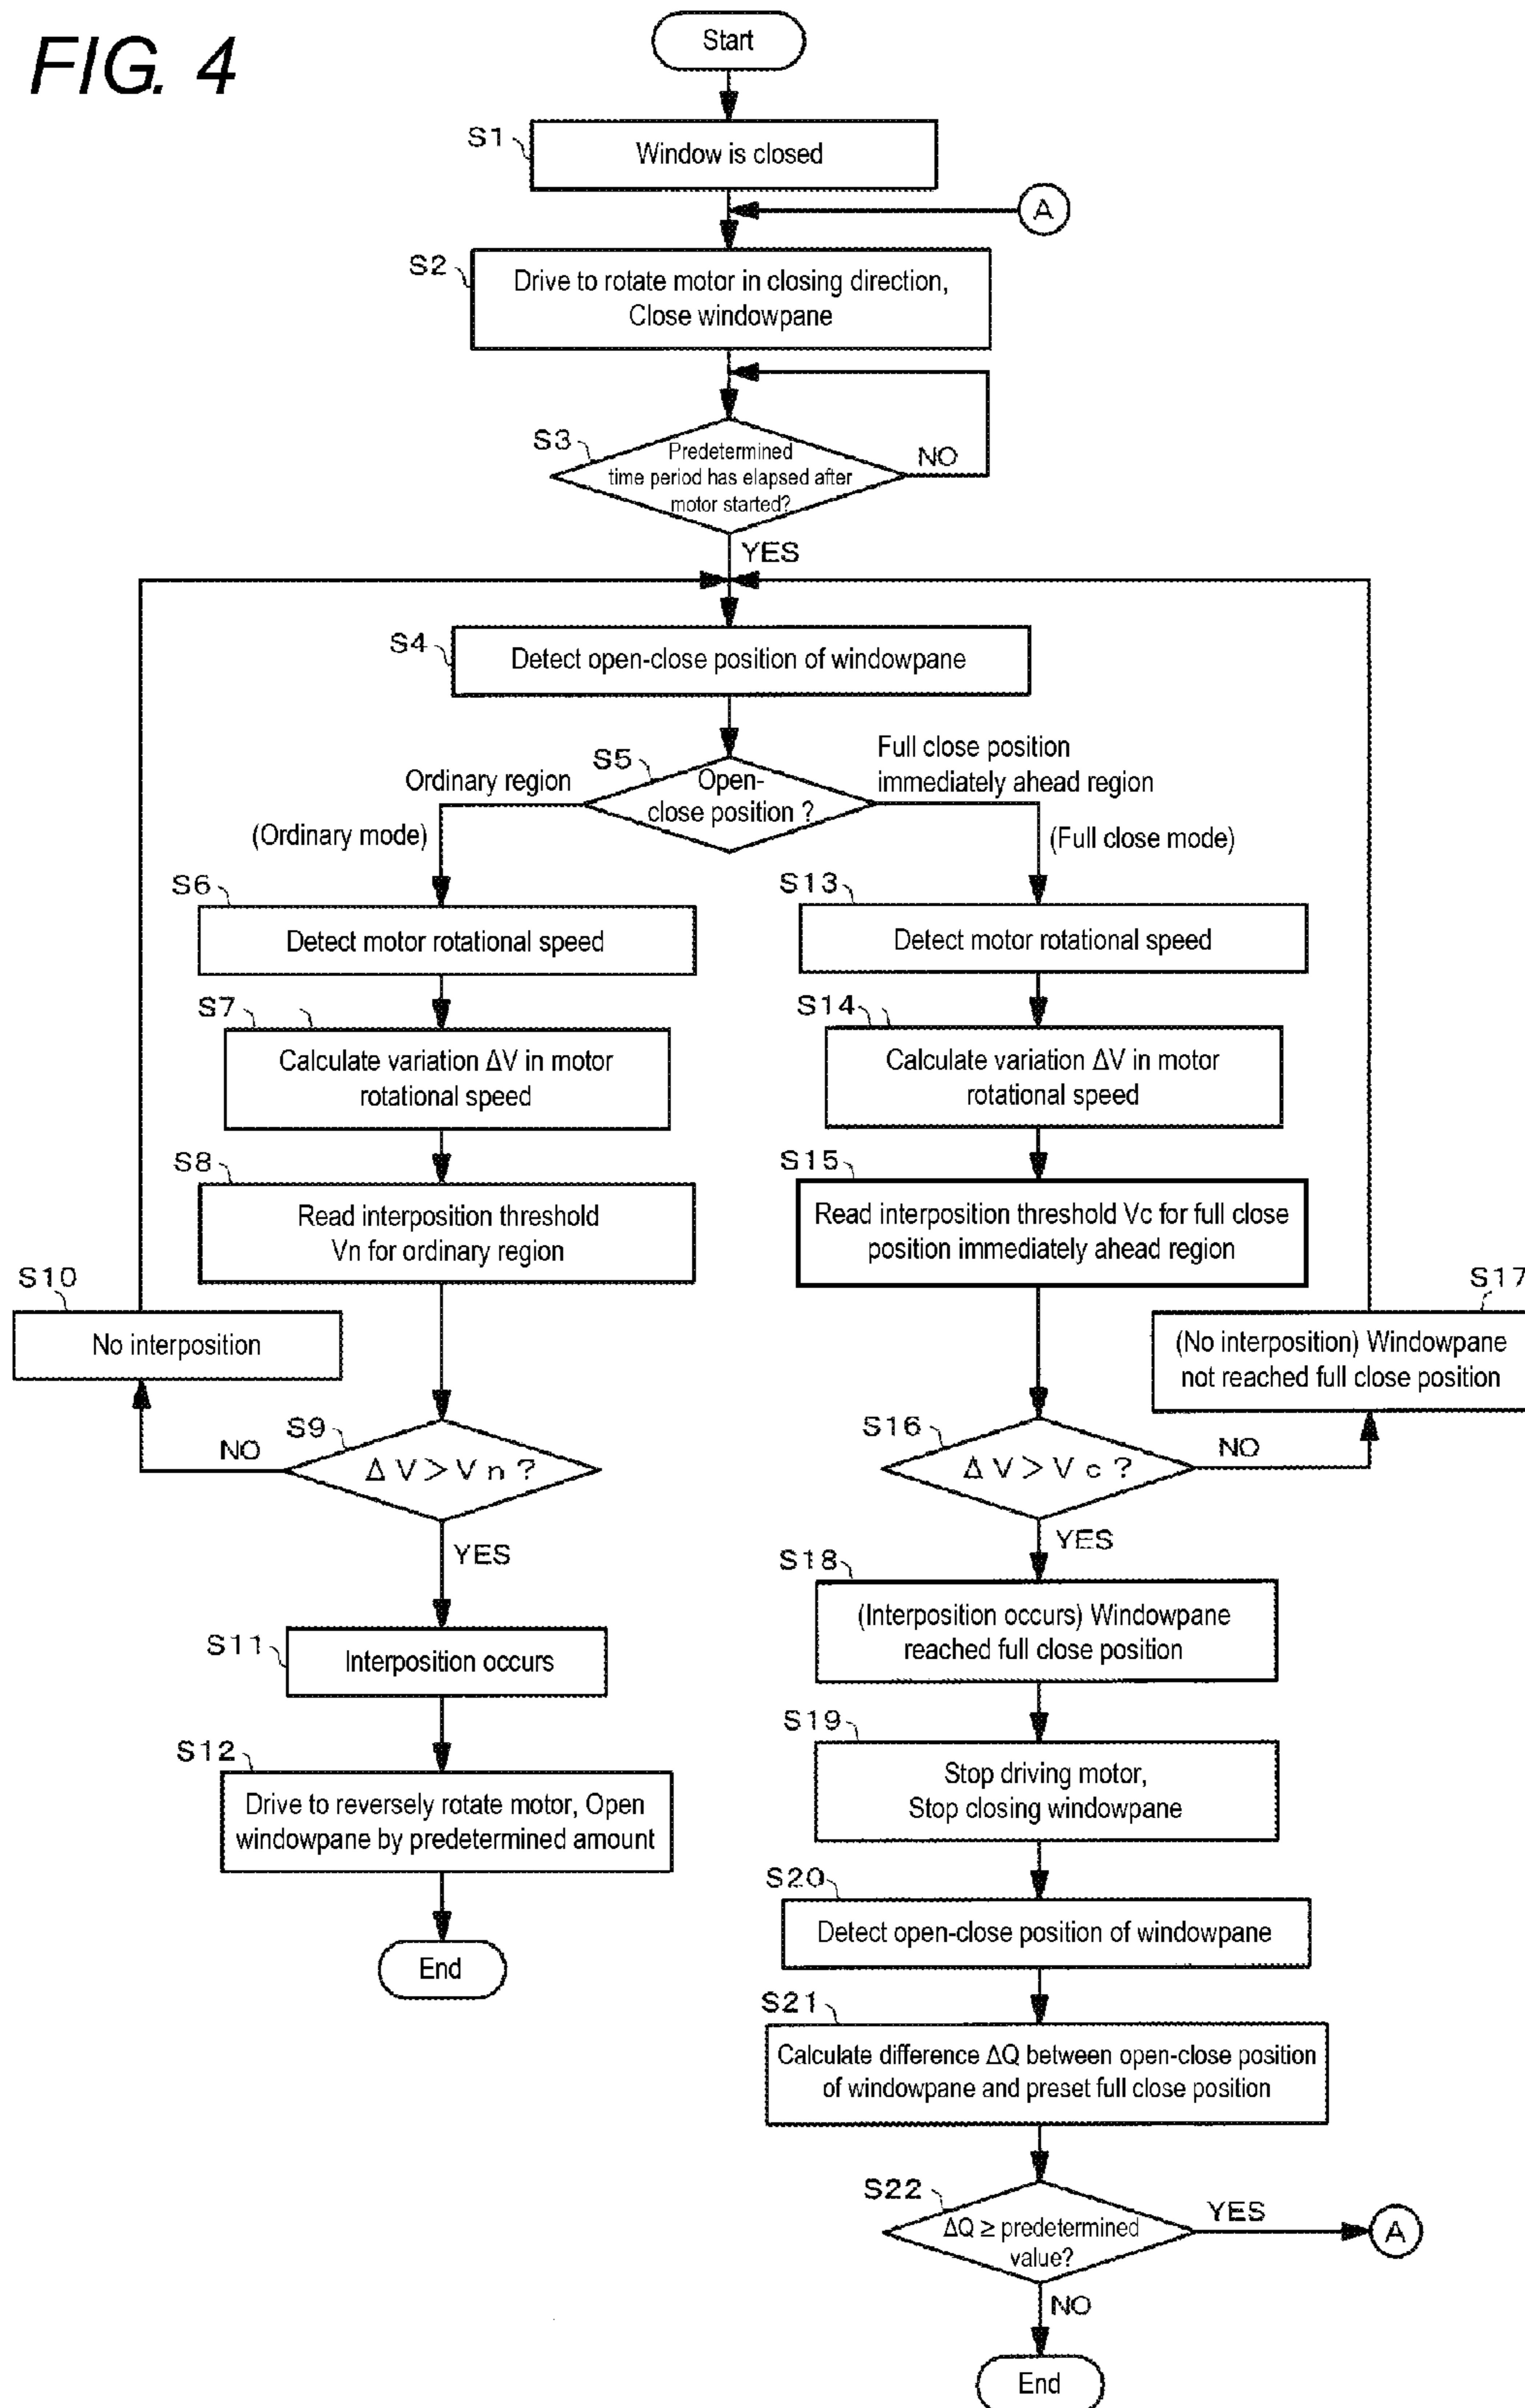 FIG. 4
Start
S1
Window is closed
A
S2
Drive to rotate motor in closing direction,
Close windowpane
S3
Predetermined
time period has elapsed after
motor started?
NO
YES
S4
Detect open-close position of windowpane
S5
Open-
close position ?
Ordinary region
(Ordinary mode)
Full close position
immediately ahead region
(Full close mode)
S6
Detect motor rotational speed
S7
Calculate variation ΔV in motor
rotational speed
S8
Read interposition threshold
Vn for ordinary region
S10
No interposition
S9
ΔV>Vn?
NO
YES
S11
Interposition occurs
S12
Drive to reversely rotate motor, Open
windowpane by predetermined amount
End
S13
Detect motor rotational speed
S14
Calculate variation ΔV in motor
rotational speed
S15
Read interposition threshold Vc for full close
position immediately ahead region
S17
(No interposition) Windowpane
not reached full close position
S16
ΔV>Vc?
NO
YES
S18
(Interposition occurs) Windowpane
reached full close position
S19
Stop driving motor,
Stop closing windowpane
S20
Detect open-close position of windowpane
S21
Calculate difference ΔQ between open-close position
of windowpane and preset full close position
S22
ΔQ ≥ predetermined
value?
YES
A
NO
End